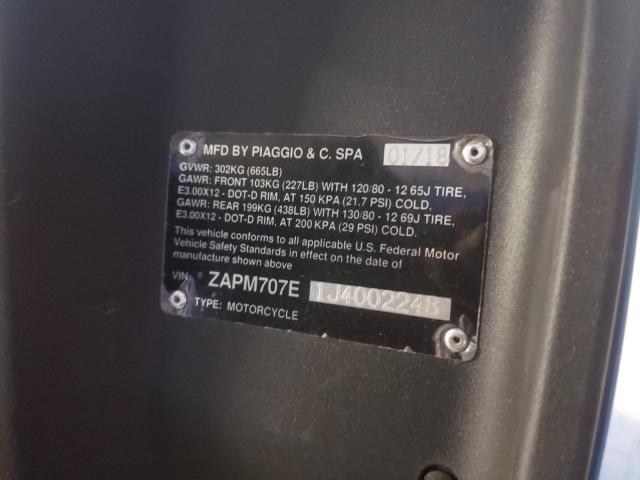 MFD BY PIAGGIO & C. SPA 01/18
GVWR: 302KG (665LB)
GAWR: FRONT 103KG (227LB) WITH 120/80 - 12 65J TIRE,
E3.00X12 - DOT-D RIM, AT 150 KPA (21.7 PSI) COLD.
GAWR: REAR 199KG (438LB) WITH 130/80 - 12 69J TIRE,
E3.00X12 - DOT-D RIM, AT 200 KPA (29 PSI) COLD.
This vehicle conforms to all applicable U.S. Federal Motor
Vehicle Safety Standards in effect on the date of
manufacture shown above
VIN: ZAPM707E 1J4002248
TYPE: MOTORCYCLE